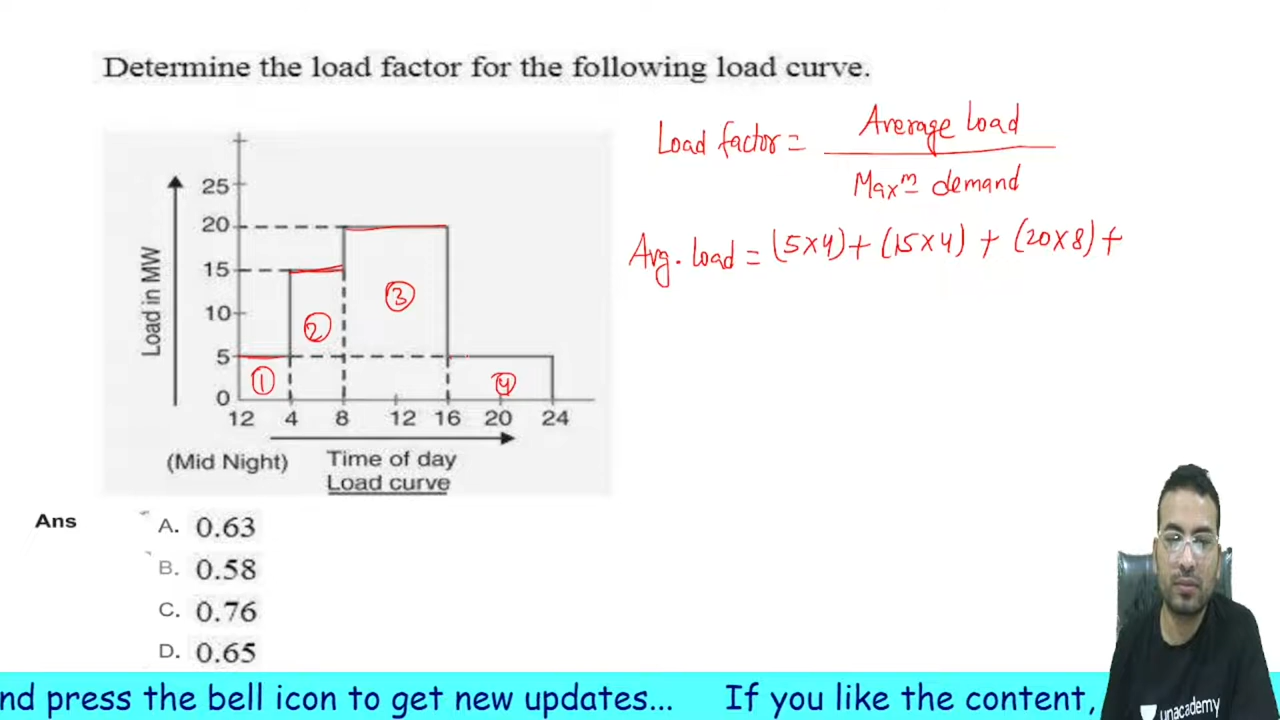 Determine the load factor for the following load curve.
Load factor = Average load
Maxᵐ demand
Avg. load = (5×4) + (15×4) + (20×8) +
25
20
15
10
5
0
Load in MW
1
2
3
4
12 4 8 12 16 20 24
(Mid Night) Time of day
Load curve
Ans A. 0.63
B. 0.58
C. 0.76
D. 0.65
nd press the bell icon to get new updates... If you like the content,
unacademy